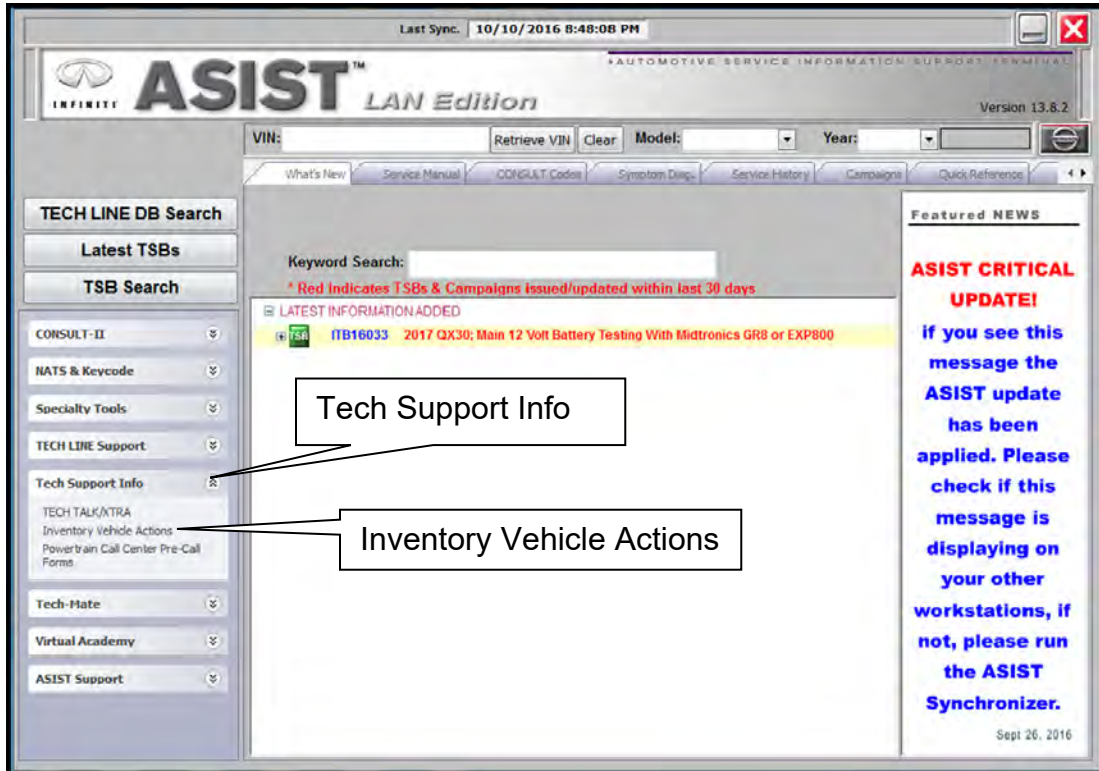 Last Sync. 10/10/2016 8:48:08 PM
INFINITI ASIST™ LAN Edition
AUTOMOTIVE SERVICE INFORMATION SUPPORT TERMINAL
Version 13.8.2
VIN: Retrieve VIN Clear Model: Year:
What's New Service Manual CONSULT Codes Symptom Diag. Service History Campaigns Quick Reference
TECH LINE DB Search
Latest TSBs
TSB Search
CONSULT-II
NATS & Keycode
Specialty Tools
TECH LINE Support
Tech Support Info
TECH TALK/XTRA
Inventory Vehicle Actions
Powertrain Call Center Pre-Call
Forms
Tech-Mate
Virtual Academy
ASIST Support
Keyword Search:
* Red Indicates TSBs & Campaigns issued/updated within last 30 days
LATEST INFORMATION ADDED
TSB ITB16033 2017 QX30; Main 12 Volt Battery Testing With Midtronics GR8 or EXP800
Tech Support Info
Inventory Vehicle Actions
Featured NEWS
ASIST CRITICAL
UPDATE!
if you see this
message the
ASIST update
has been
applied. Please
check if this
message is
displaying on
your other
workstations, if
not, please run
the ASIST
Synchronizer.
Sept 26, 2016